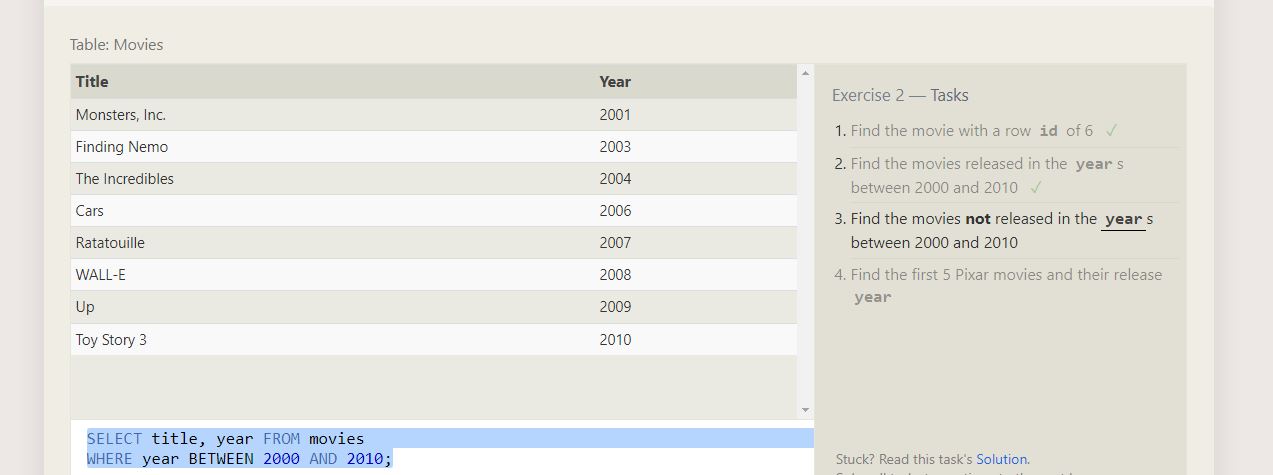 Table: Movies
Title Year
Monsters, Inc. 2001
Finding Nemo 2003
The Incredibles 2004
Cars 2006
Ratatouille 2007
WALL-E 2008
Up 2009
Toy Story 3 2010
SELECT title, year FROM movies
WHERE year BETWEEN 2000 AND 2010;
Exercise 2 — Tasks
1. Find the movie with a row id of 6 ✓
2. Find the movies released in the year s
between 2000 and 2010 ✓
3. Find the movies not released in the year s
between 2000 and 2010
4. Find the first 5 Pixar movies and their release
year
Stuck? Read this task's Solution.